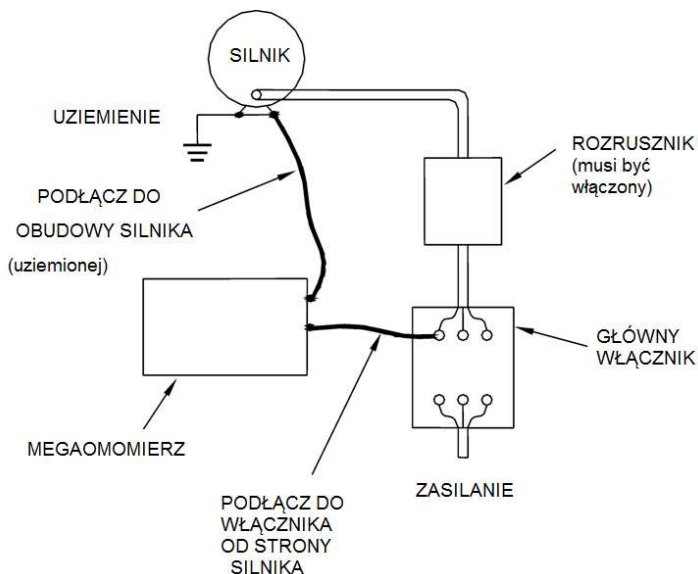 SILNIK
UZIEMIENIE
ROZRUSZNIK
(musi być
włączony)
PODŁĄCZ DO
OBUDOWY SILNIKA
(uziemionej)
GŁÓWNY
WŁĄCZNIK
MEGAOMOMIERZ
ZASILANIE
PODŁĄCZ DO
WŁĄCZNIKA
OD STRONY
SILNIKA